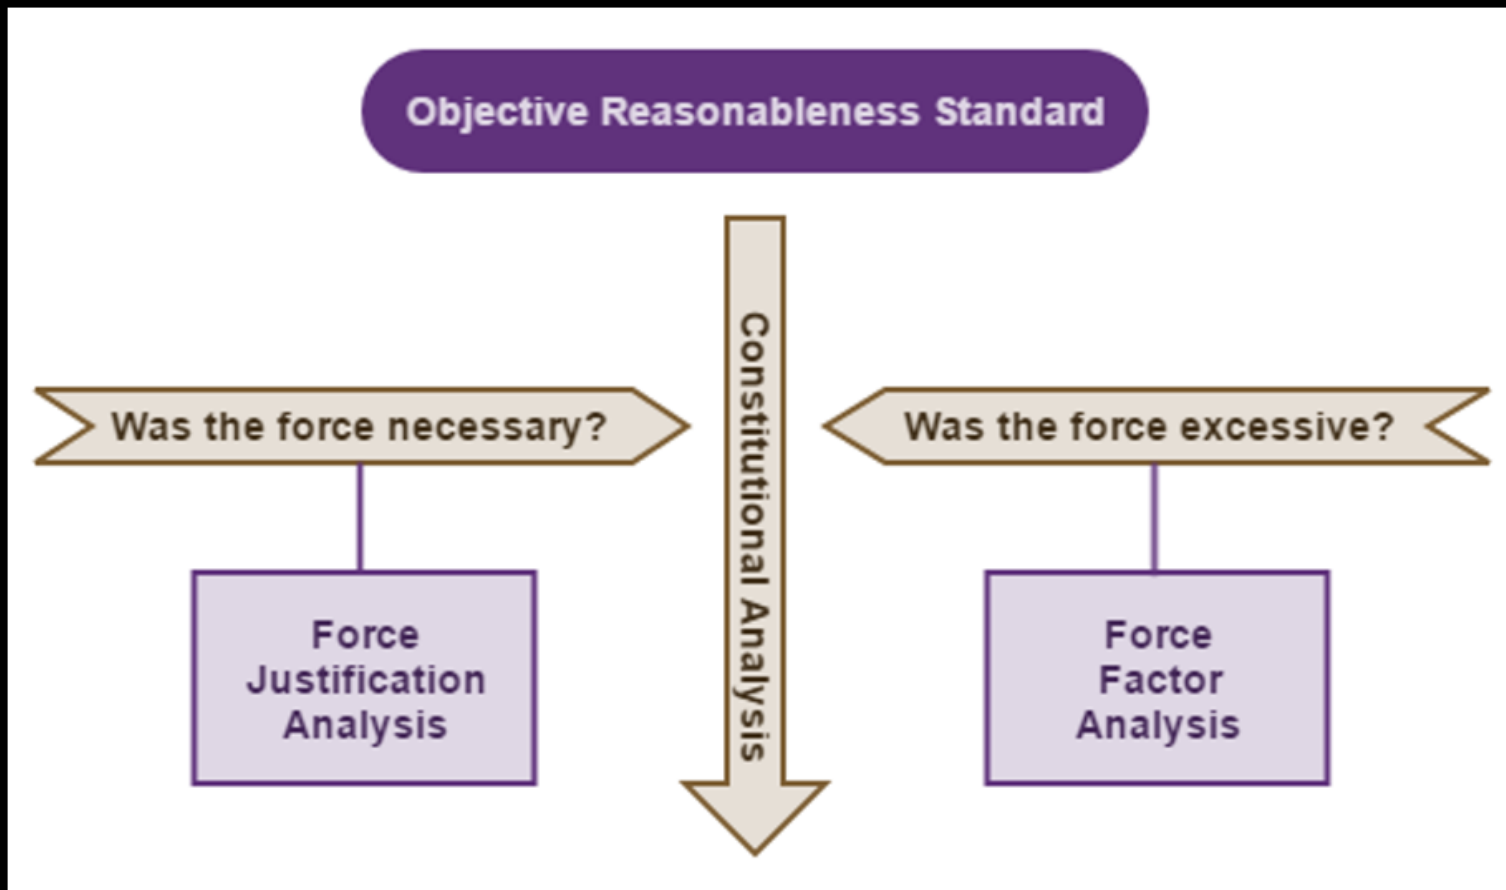 Objective Reasonableness Standard
Constitutional Analysis
Was the force necessary?
Was the force excessive?
Force
Justification
Analysis
Force
Factor
Analysis